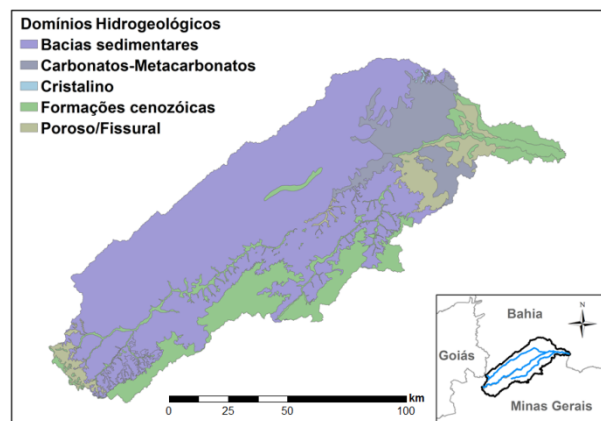 Domínios Hidrogeológicos
Bacias sedimentares
Carbonatos-Metacarbonatos
Cristalino
Formações cenozóicas
Poroso/Fissural
km
0 25 50 100
N
Bahia
Goiás
Minas Gerais